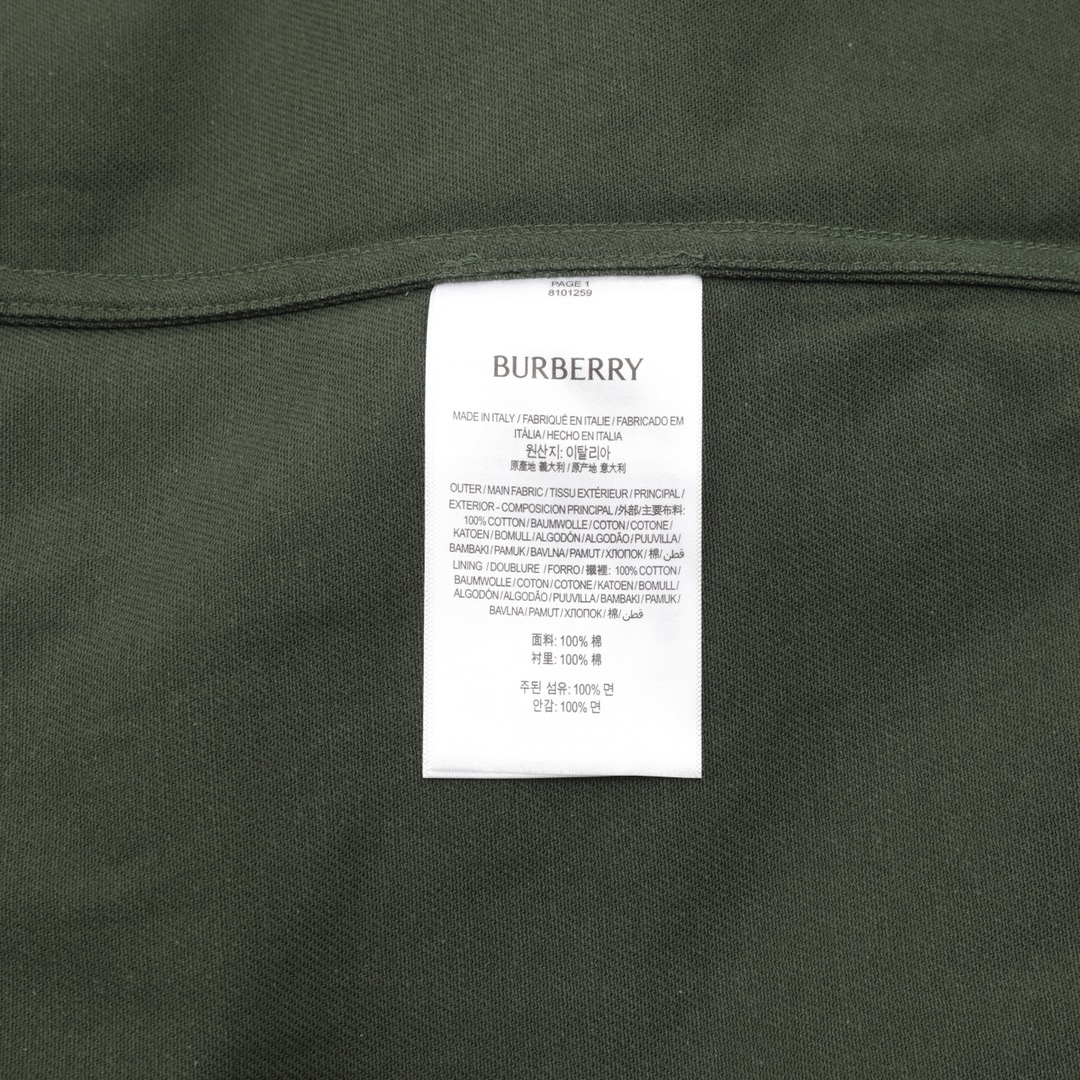 PAGE 1
8101259
BURBERRY
MADE IN ITALY / FABRIQUÉ EN ITALIE / FABRICADO EM
ITÁLIA / HECHO EN ITALIA
원산지: 이탈리아
原產地 義大利 / 原产地 意大利
OUTER / MAIN FABRIC / TISSU EXTÉRIEUR / PRINCIPAL /
EXTERIOR - COMPOSICION PRINCIPAL /外部/主要布料:
100% COTTON / BAUMWOLLE / COTON / COTONE /
KATOEN / BOMULL / ALGODÓN / ALGODÃO / PUUVILLA /
BAMBAKI / PAMUK / BAVLNA / PAMUT / ХЛОПОК / 棉/ قطن
LINING / DOUBLURE / FORRO / 襯裡: 100% COTTON /
BAUMWOLLE / COTON / COTONE / KATOEN / BOMULL /
ALGODÓN / ALGODÃO / PUUVILLA / BAMBAKI / PAMUK /
BAVLNA / PAMUT / ХЛОПОК / 棉/ قطن
面料: 100% 棉
衬里: 100% 棉
주된 섬유: 100% 면
안감: 100% 면